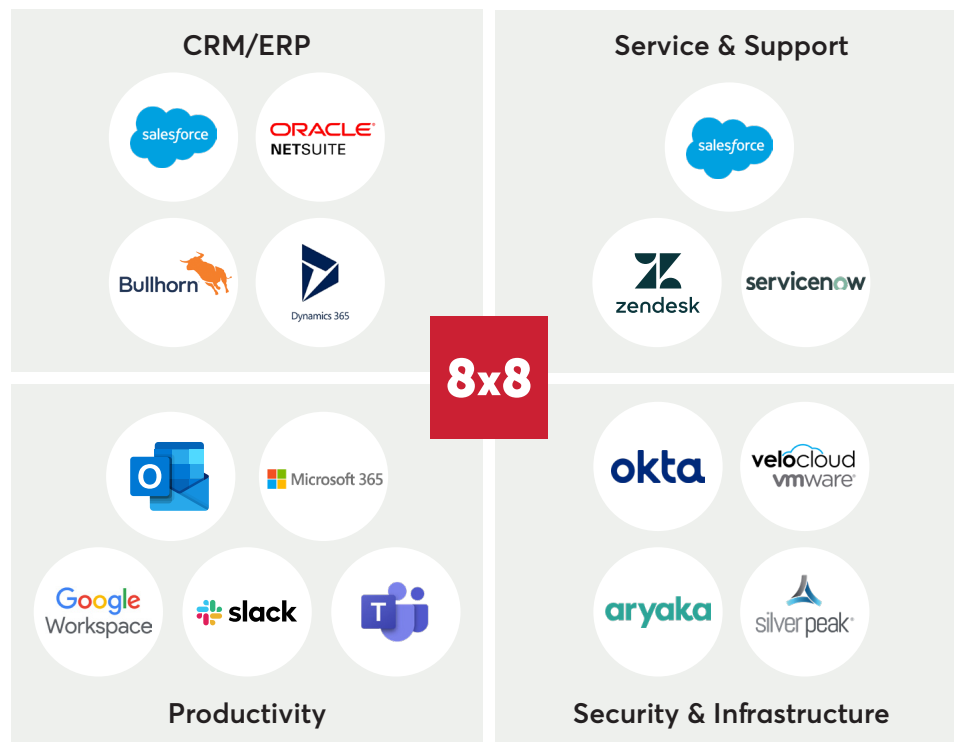 CRM/ERP
salesforce
ORACLE®
NETSUITE
Bullhorn
Dynamics 365
Service & Support
salesforce
zendesk
servicenow
8x8
O
Microsoft 365
Google
Workspace
slack
T
Productivity
okta
velocloud
vmware®
aryaka
silver peak®
Security & Infrastructure